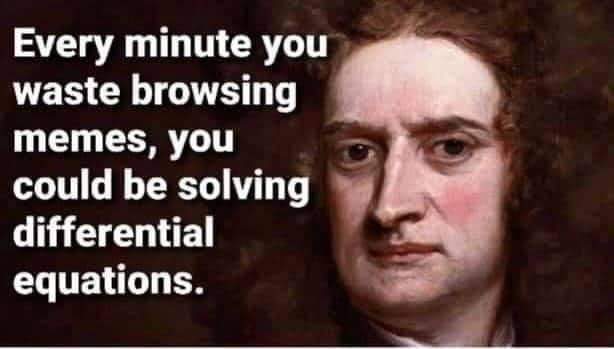 Every minute you
waste browsing
memes, you
could be solving
differential
equations.